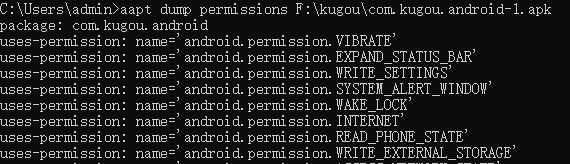 C:\Users\admin>aapt dump permissions F:\kugou\com.kugou.android-1.apk
package: com.kugou.android
uses-permission: name='android.permission.VIBRATE'
uses-permission: name='android.permission.EXPAND_STATUS_BAR'
uses-permission: name='android.permission.WRITE_SETTINGS'
uses-permission: name='android.permission.SYSTEM_ALERT_WINDOW'
uses-permission: name='android.permission.WAKE_LOCK'
uses-permission: name='android.permission.INTERNET'
uses-permission: name='android.permission.READ_PHONE_STATE'
uses-permission: name='android.permission.WRITE_EXTERNAL_STORAGE'